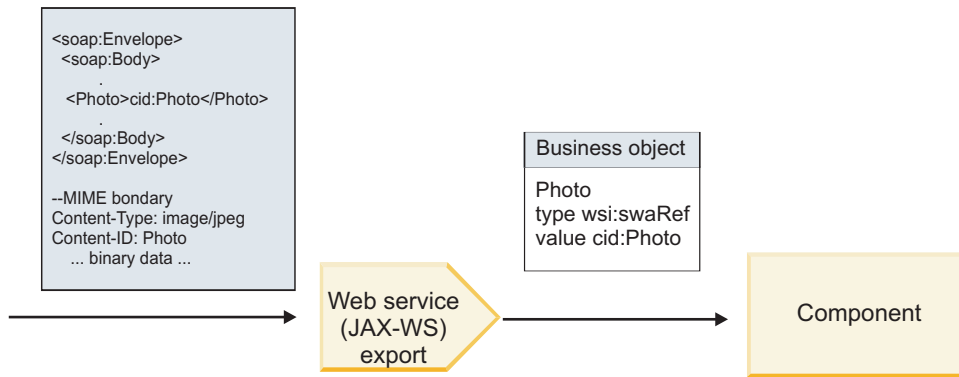 <soap:Envelope>
<soap:Body>
.
<Photo>cid:Photo</Photo>
.
</soap:Body>
</soap:Envelope>
--MIME bondary
Content-Type: image/jpeg
Content-ID: Photo
... binary data ...
Business object
Photo
type wsi:swaRef
value cid:Photo
Web service
(JAX-WS)
export
Component